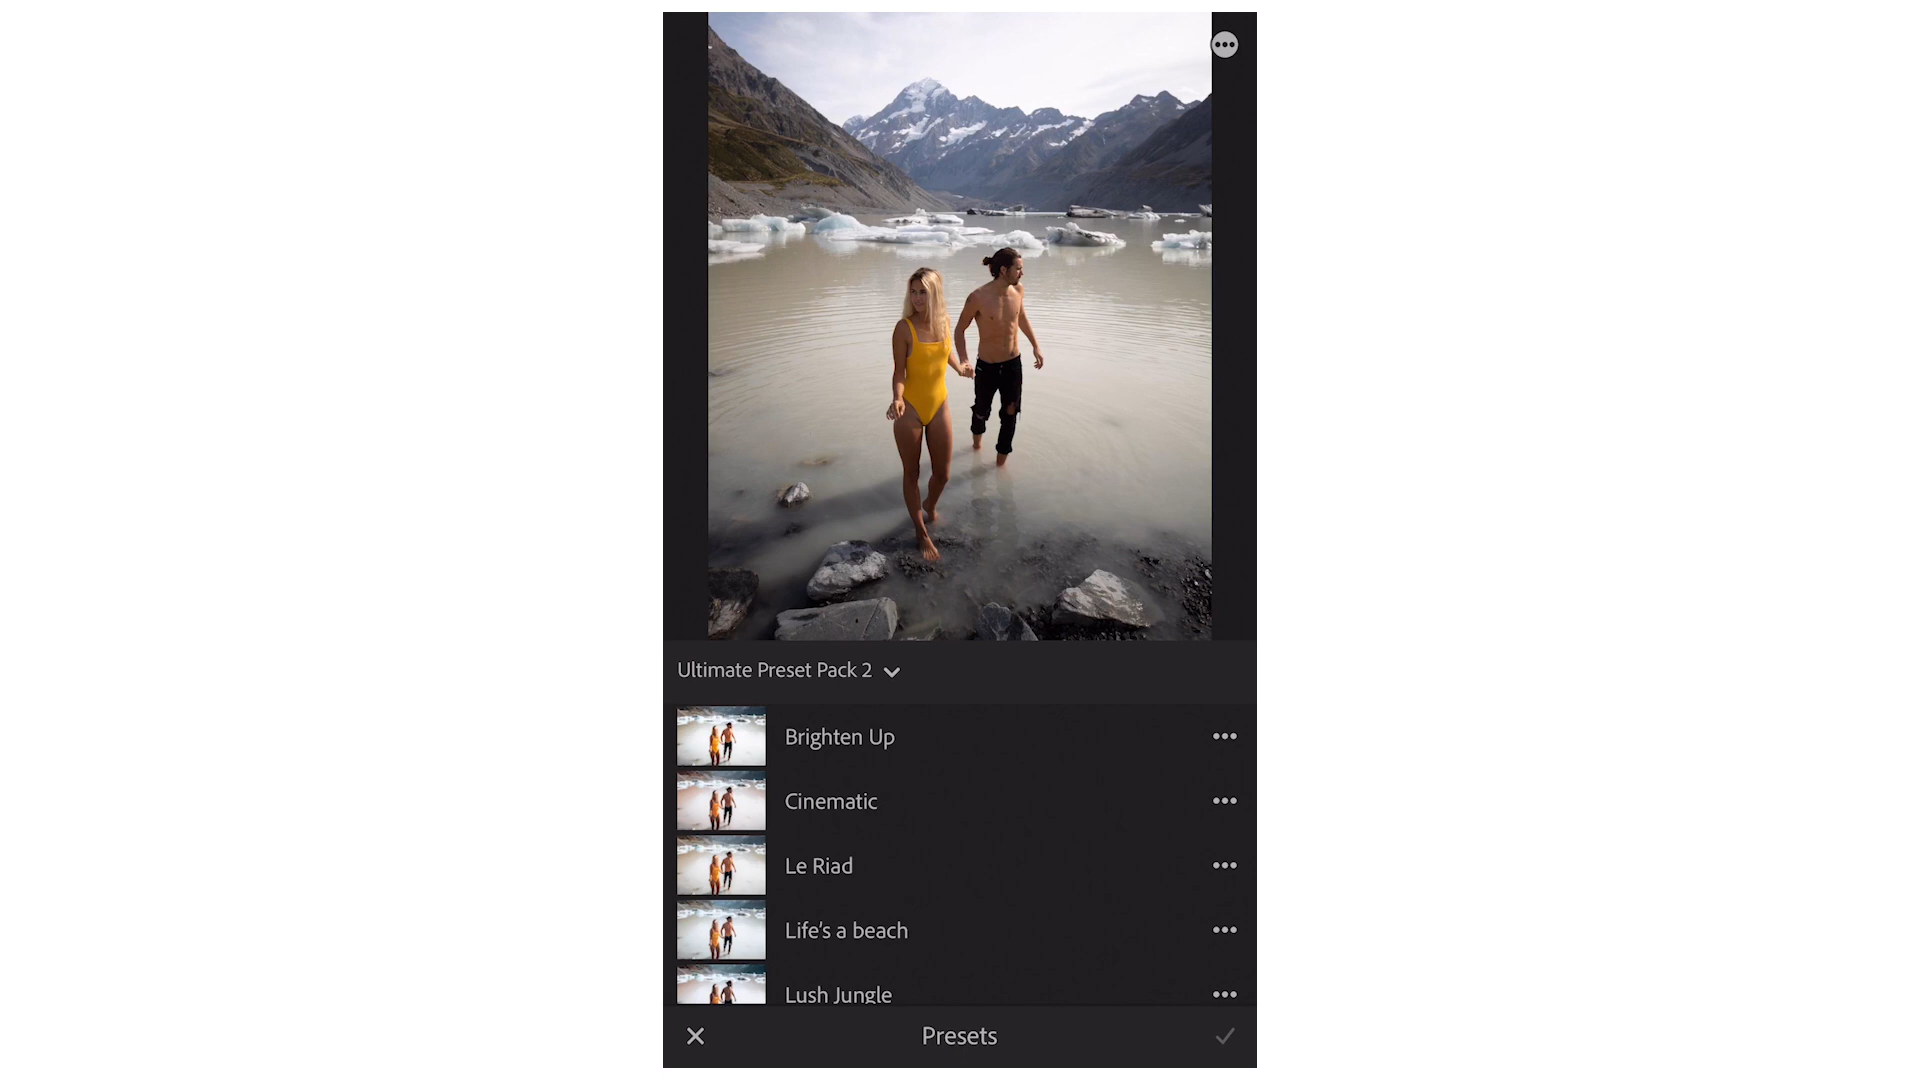 Ultimate Preset Pack 2
Brighten Up
Cinematic
Le Riad
Life's a beach
Lush Jungle
Presets